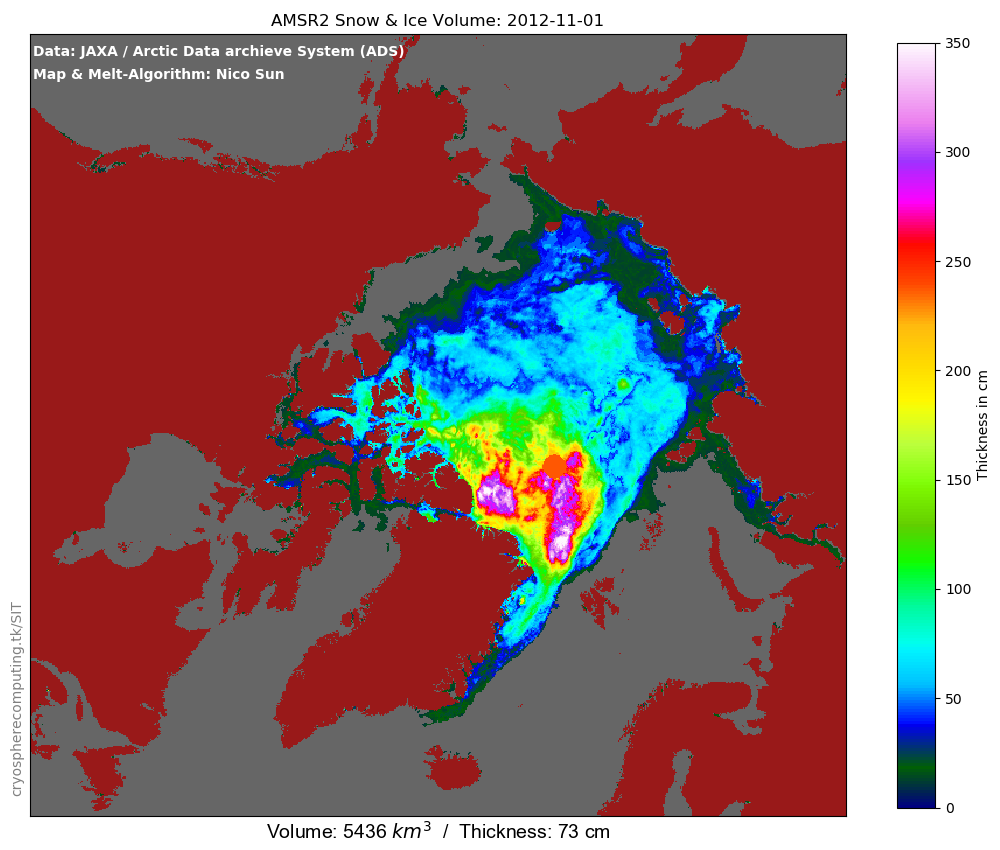 AMSR2 Snow & Ice Volume: 2012-11-01
Data: JAXA / Arctic Data archieve System (ADS)
Map & Melt-Algorithm: Nico Sun
350
300
250
200
150
100
50
0
Thickness in cm
cryospherecomputing.tk/SIT
Volume: 5436 km³ / Thickness: 73 cm